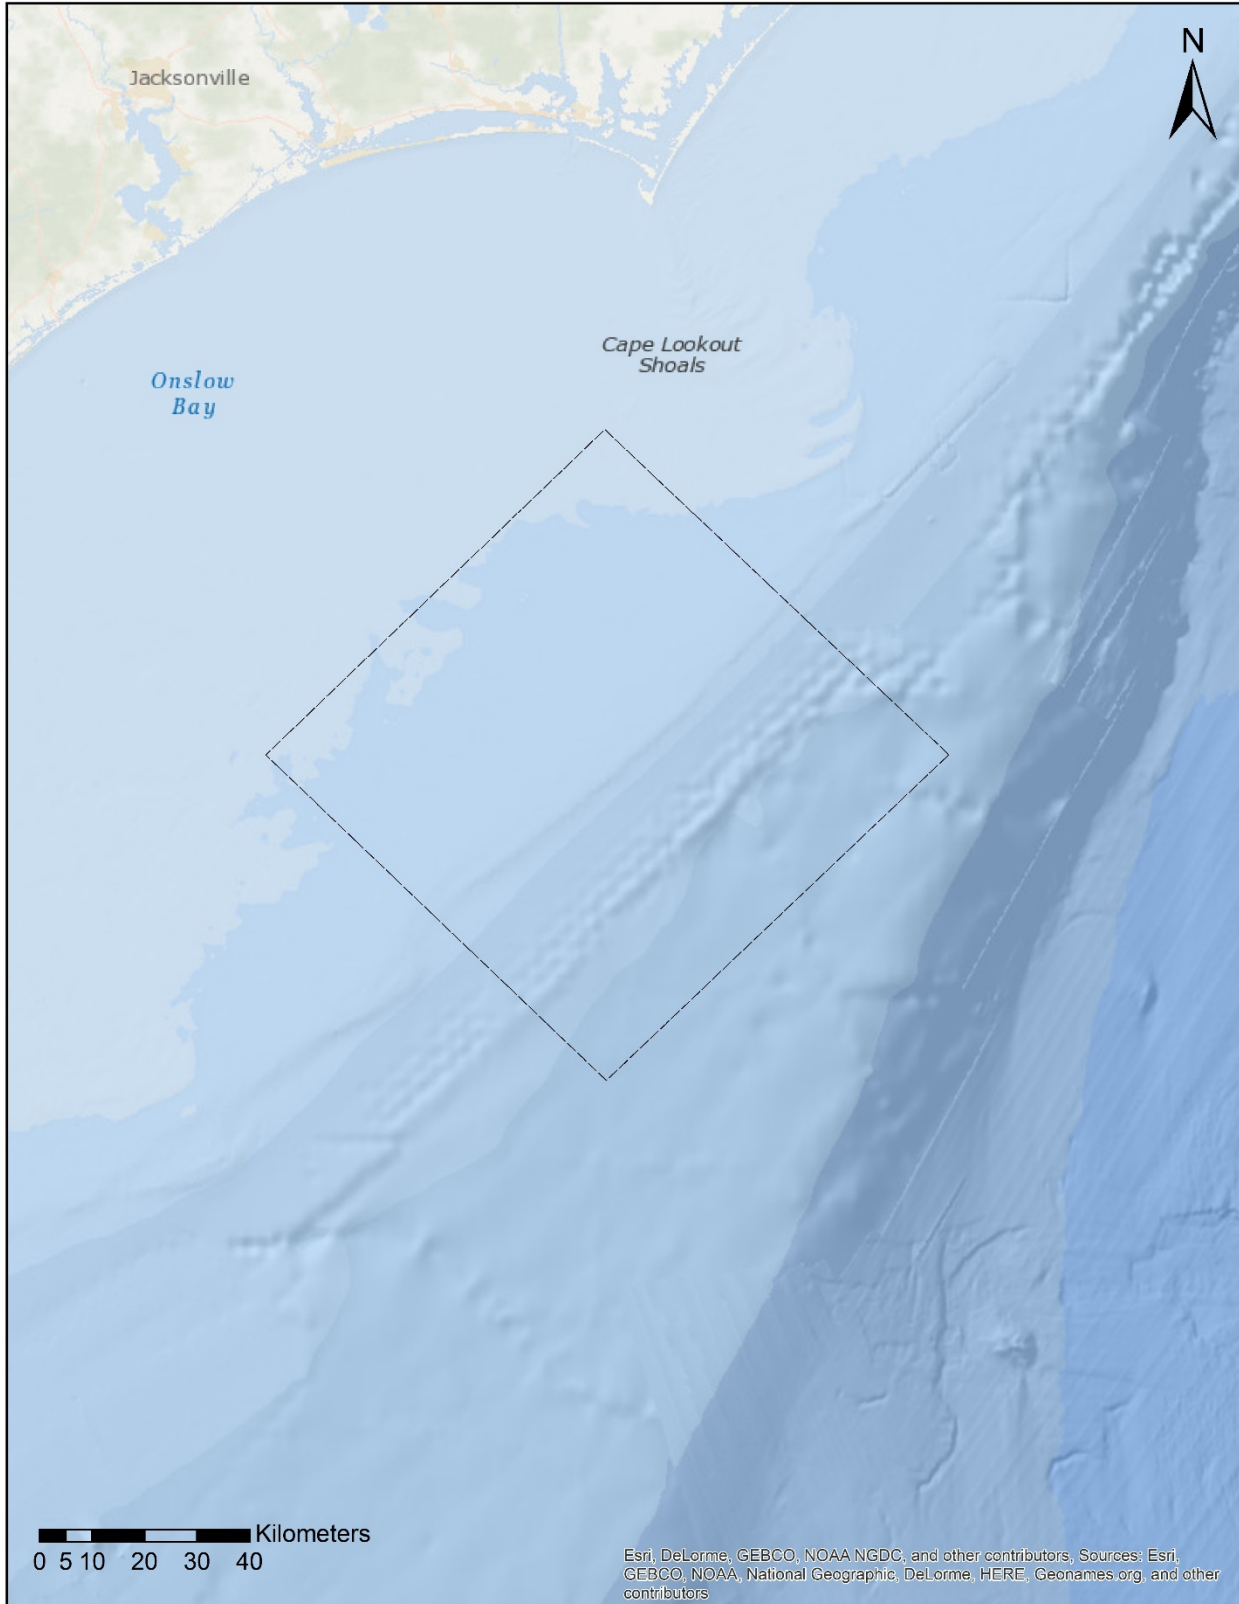 N
Jacksonville
Cape Lookout
Shoals
Onslow
Bay
Kilometers
0 5 10 20 30 40
Esri, DeLorme, GEBCO, NOAA NGDC, and other contributors, Sources: Esri,
GEBCO, NOAA, National Geographic, DeLorme, HERE, Geonames.org, and other
contributors